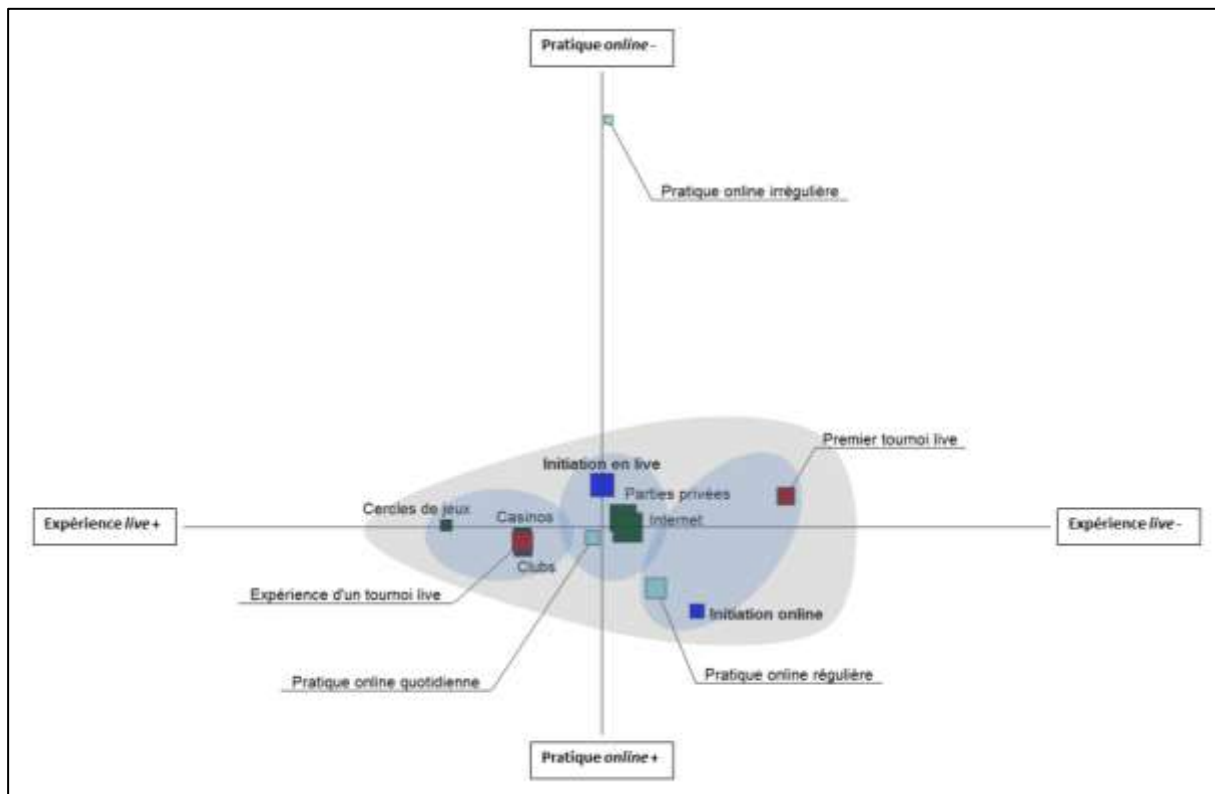 Pratique online -
Pratique online irrégulière
Premier tournoi live
Initiation en live
Parties privées
Cercles de jeux
Casinos
Internet
Expérience live +
Expérience live -
Clubs
Expérience d'un tournoi live
Initiation online
Pratique online quotidienne
Pratique online régulière
Pratique online +